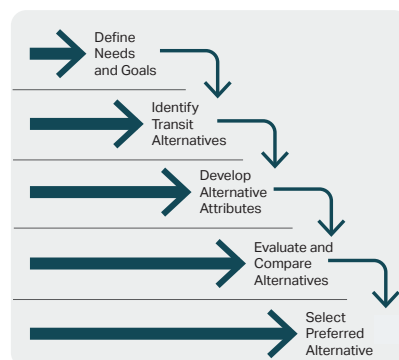 Define
Needs
and Goals
Identify
Transit
Alternatives
Develop
Alternative
Attributes
Evaluate and
Compare
Alternatives
Select
Preferred
Alternative